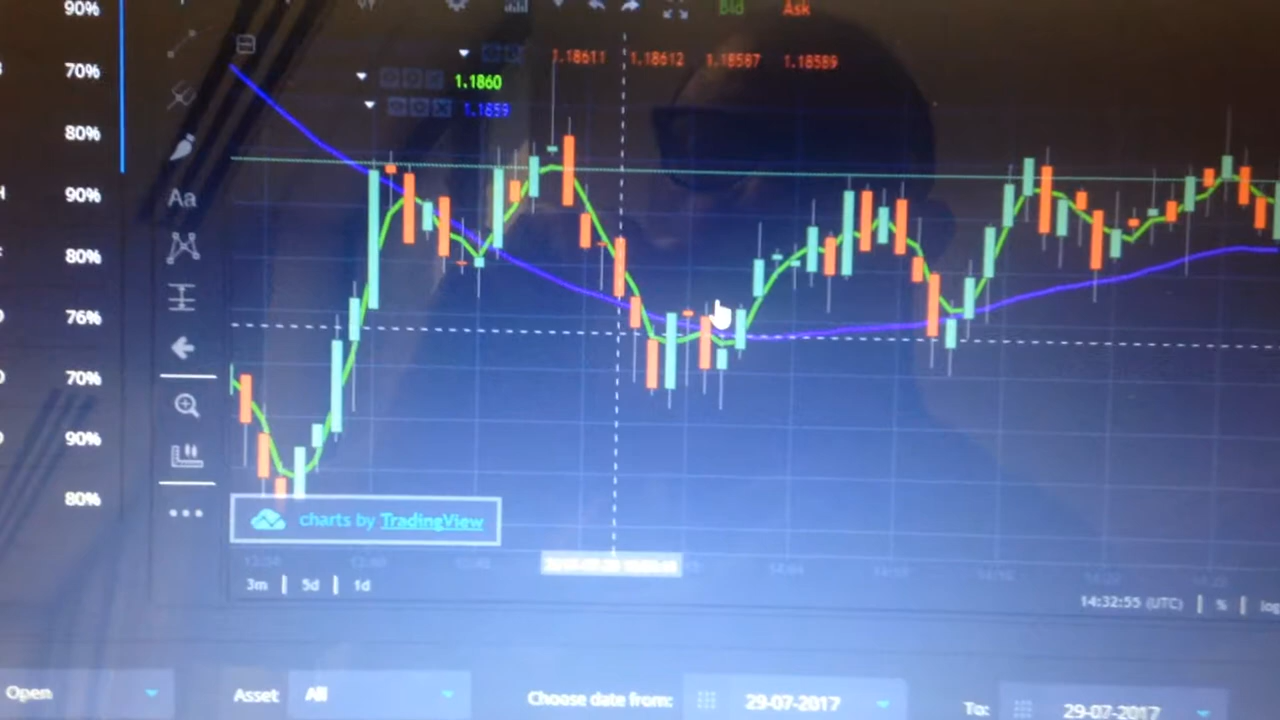 90%
Bid Ask
70%
1.18611 1.18612 1.18587 1.18589
1.1860
1.1859
80%
90%
Aa
80%
76%
70%
90%
80%
charts by TradingView
3m | 5d | 1d
14:32:55 (UTC) | % | log
Open
Asset All
Choose date from: 29-07-2017
To: 29-07-2017